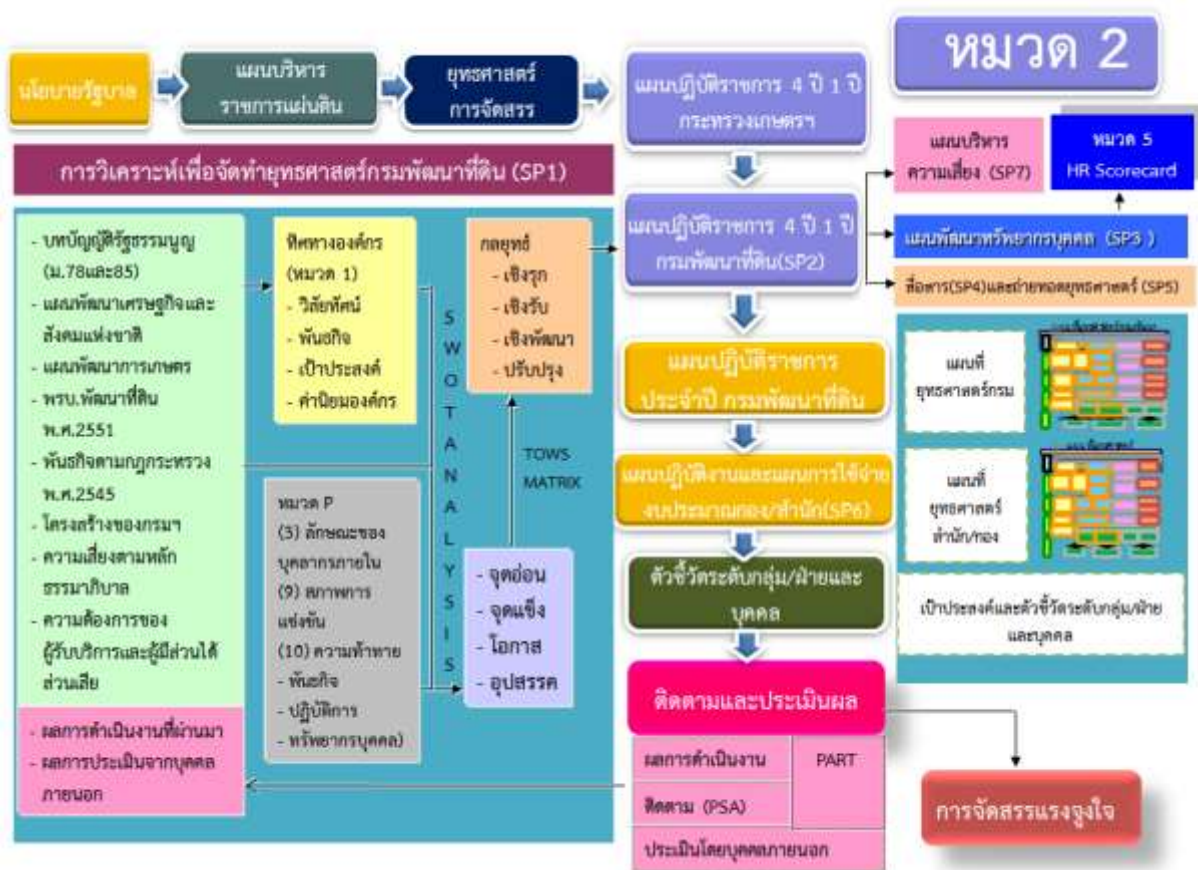 หมวด 2
นโยบายรัฐบาล
แผนบริหาร
ราชการแผ่นดิน
ยุทธศาสตร์
การจัดสรร
แผนปฏิบัติราชการ 4 ปี 1 ปี
กระทรวงเกษตรฯ
การวิเคราะห์เพื่อจัดทำยุทธศาสตร์กรมพัฒนาที่ดิน (SP1)
- บทบัญญัติรัฐธรรมนูญ
(ม.78และ85)
- แผนพัฒนาเศรษฐกิจและ
สังคมแห่งชาติ
- แผนพัฒนาการเกษตร
- พรบ.พัฒนาที่ดิน
พ.ศ.2551
- พันธกิจตามกฎกระทรวง
พ.ศ.2545
- โครงสร้างของกรมฯ
- ความเสี่ยงตามหลัก
ธรรมาภิบาล
- ความต้องการของ
ผู้รับบริการและผู้มีส่วนได้
ส่วนเสีย
- ผลการดำเนินงานที่ผ่านมา
- ผลการประเมินจากบุคคล
ภายนอก
ทิศทางองค์กร
(หมวด 1)
- วิสัยทัศน์
- พันธกิจ
- เป้าประสงค์
- ค่านิยมองค์กร
หมวด P
(3) ลักษณะของ
บุคลากรภายใน
(9) สภาพการ
แข่งขัน
(10) ความท้าทาย
- พันธกิจ
- ปฏิบัติการ
- ทรัพยากรบุคคล)
S
W
O
T
A
N
A
L
Y
S
I
S
กลยุทธ์
- เชิงรุก
- เชิงรับ
- เชิงพัฒนา
- ปรับปรุง
TOWS
MATRIX
- จุดอ่อน
- จุดแข็ง
- โอกาส
- อุปสรรค
แผนปฏิบัติราชการ 4 ปี 1 ปี
กรมพัฒนาที่ดิน(SP2)
แผนปฏิบัติราชการ
ประจำปี กรมพัฒนาที่ดิน
แผนปฏิบัติงานและแผนการใช้จ่าย
งบประมาณกอง/สำนัก(SP6)
ตัวชี้วัดระดับกลุ่ม/ฝ่ายและ
บุคคล
ติดตามและประเมินผล
ผลการดำเนินงาน
PART
ติดตาม (PSA)
ประเมินโดยบุคคลภายนอก
แผนบริหาร
ความเสี่ยง (SP7)
หมวด 5
HR Scorecard
แผนพัฒนาทรัพยากรบุคคล (SP3 )
สื่อสาร(SP4)และถ่ายทอดยุทธศาสตร์ (SP5)
แผนที่
ยุทธศาสตร์กรม
แผนที่
ยุทธศาสตร์
สำนัก/กอง
เป้าประสงค์และตัวชี้วัดระดับกลุ่ม/ฝ่าย
และบุคคล
การจัดสรรแรงจูงใจ